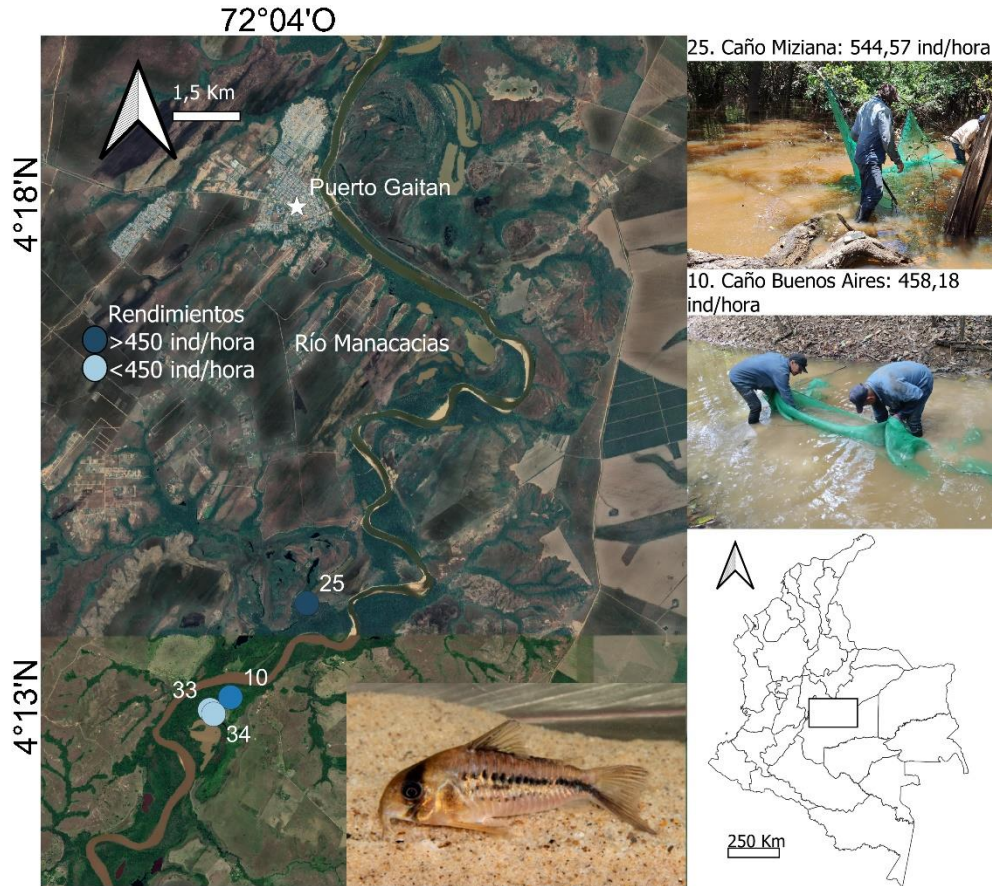 72°04'O
25. Caño Miziana: 544,57 ind/hora
1,5 Km
4°18'N
Puerto Gaitan
10. Caño Buenos Aires: 458,18
ind/hora
Rendimientos
>450 ind/hora
<450 ind/hora
Río Manacacias
25
4°13'N
33
10
34
250 Km